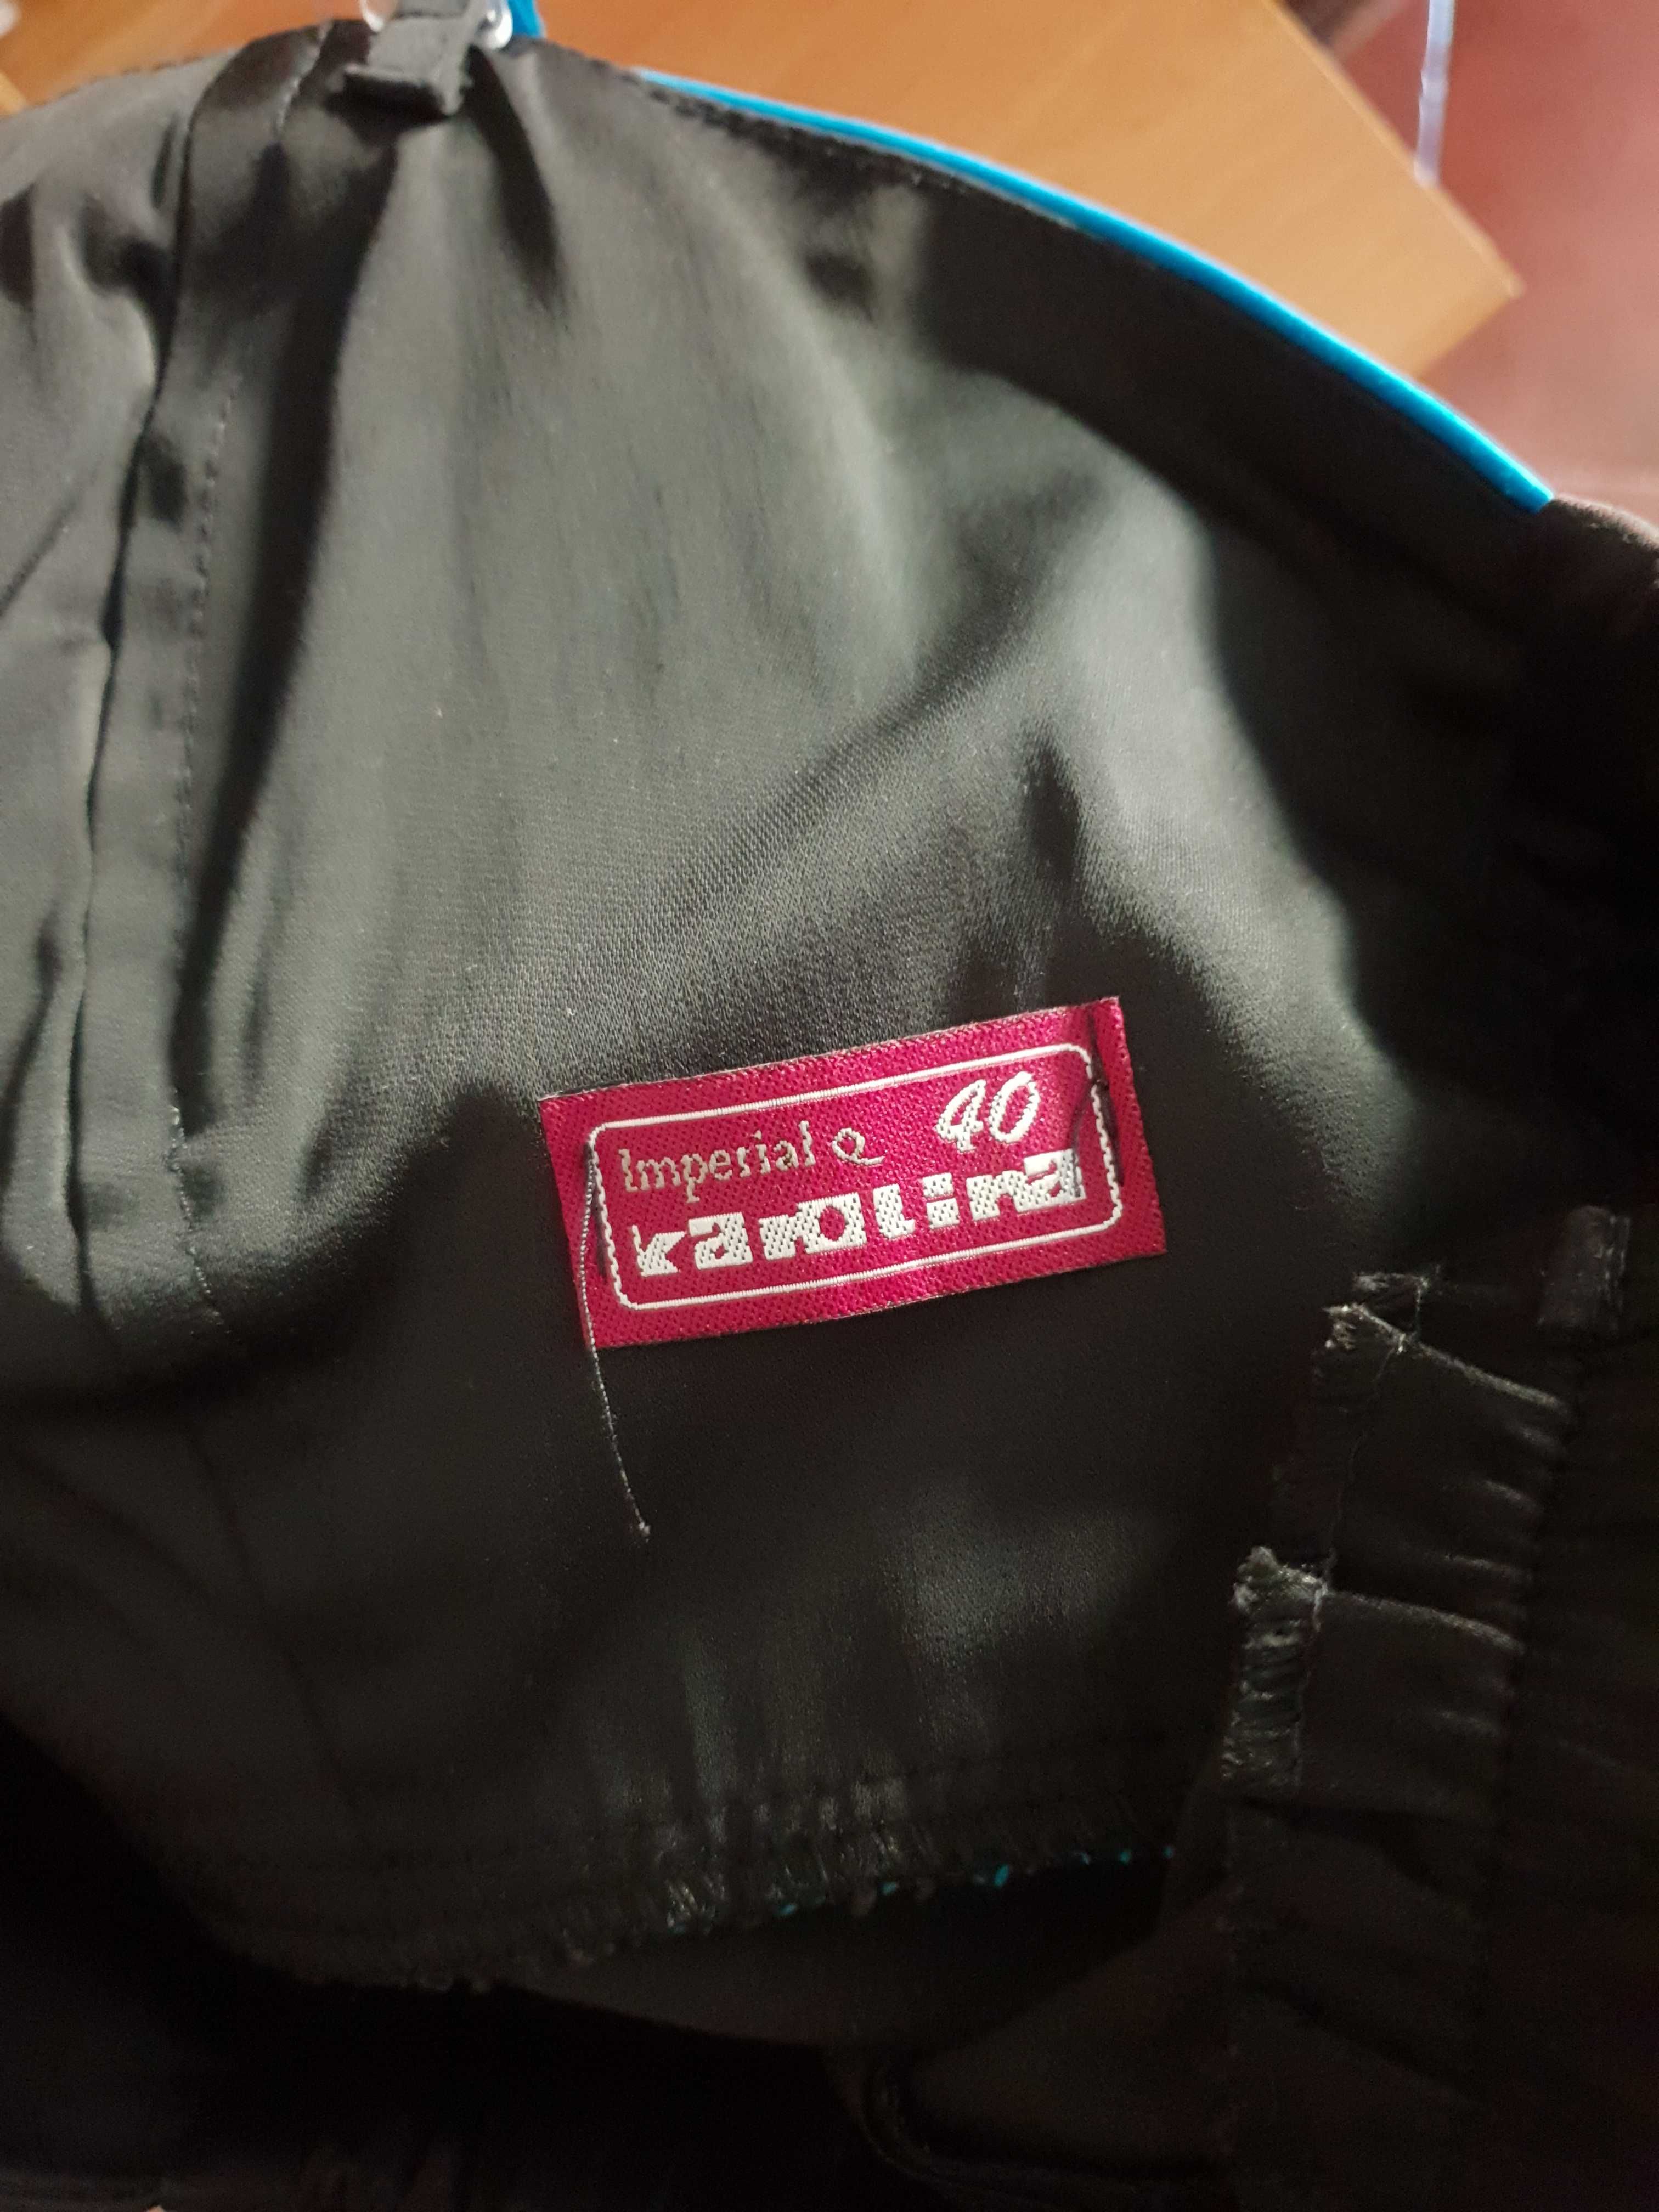 Imperial Q 40
karolina